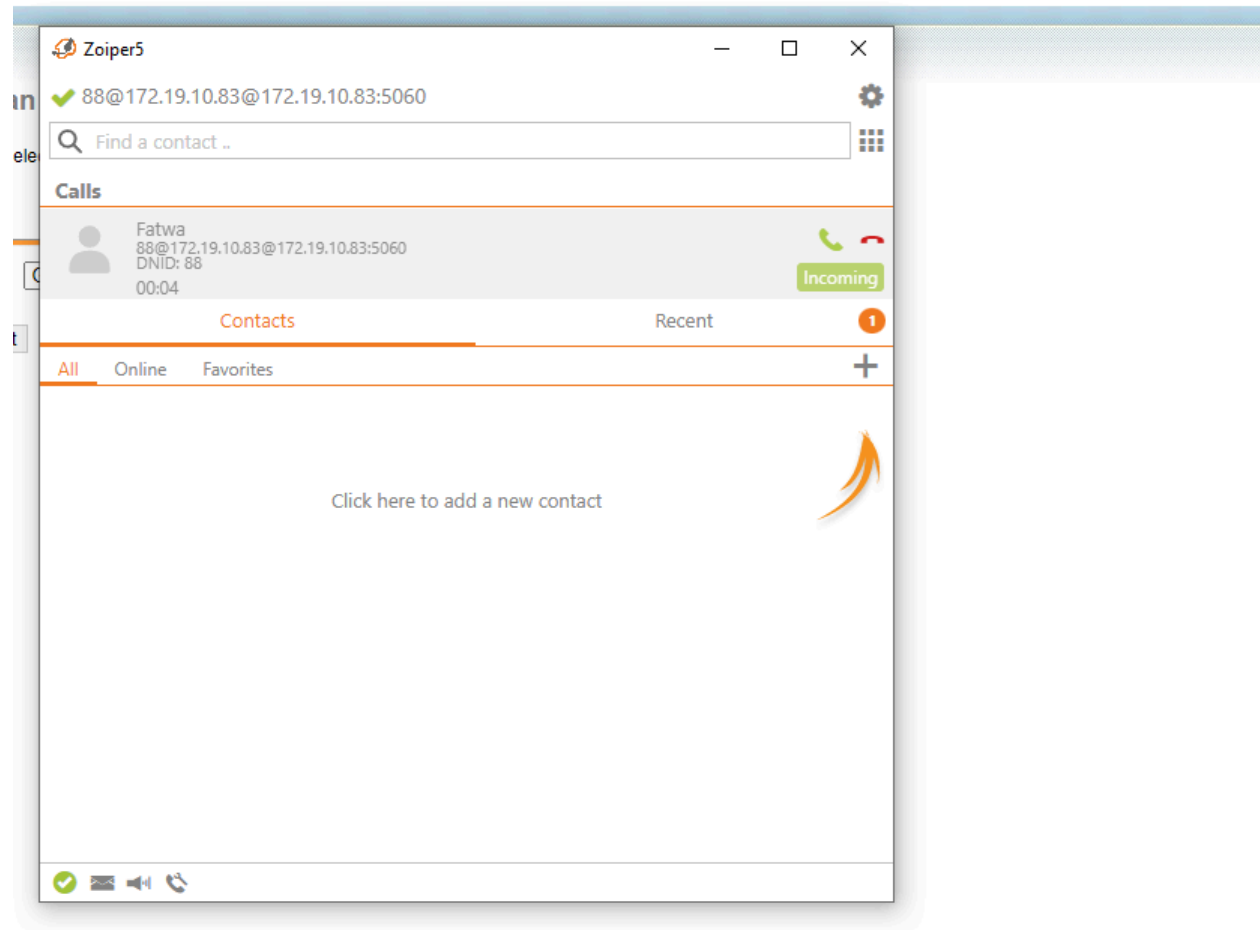 Zoiper5
an
88@172.19.10.83@172.19.10.83:5060
Find a contact ..
ele
Calls
Fatwa
88@172.19.10.83@172.19.10.83:5060
DNID: 88
00:04
Incoming
Contacts Recent 1
t
All Online Favorites
Click here to add a new contact